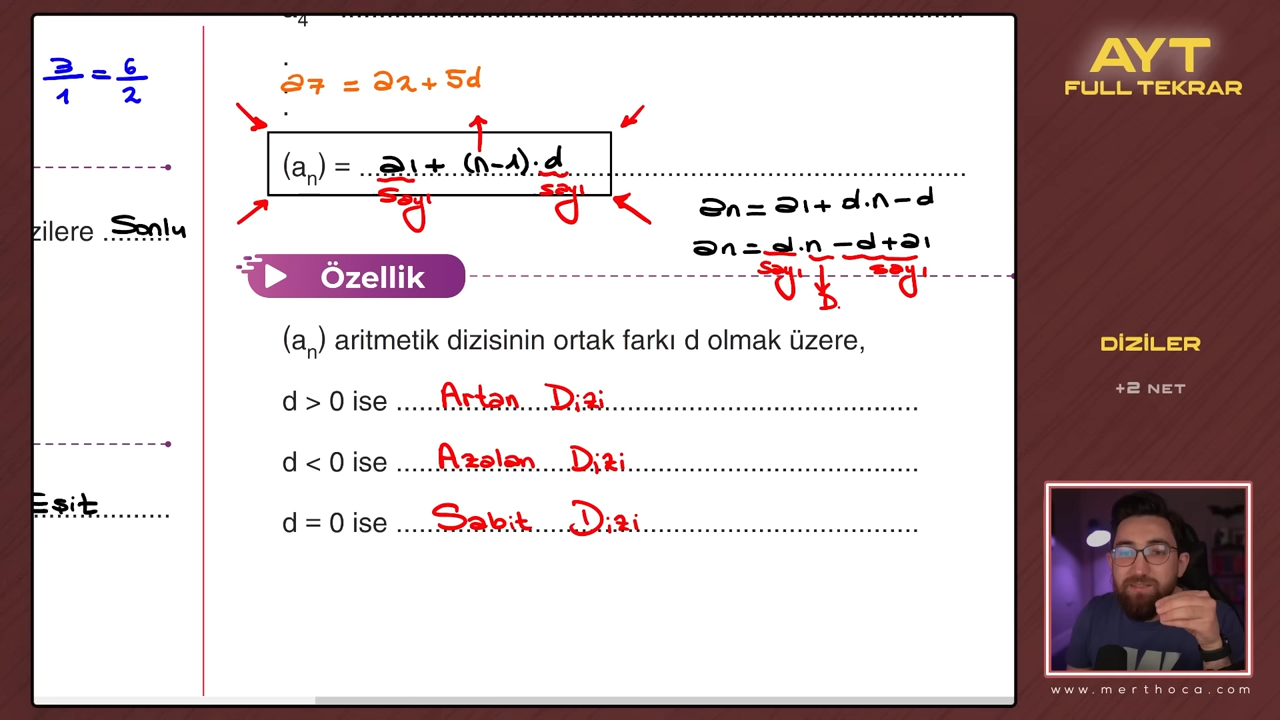 a4 ........
3/1 = 6/2
.
a7 = a2 + 5d
.
(an) = ... a1 + (n-1).d ...
sayı sayı
an = a1 + d.n - d
an = d.n - d + a1
sayı D. sayı
zilere ... Sonlu
Özellik
(an) aritmetik dizisinin ortak farkı d olmak üzere,
d > 0 ise ... Artan Dizi
d < 0 ise ... Azalan Dizi
d = 0 ise ... Sabit Dizi
Eşit
AYT
FULL TEKRAR
DİZİLER
+2 NET
www.merthoca.com